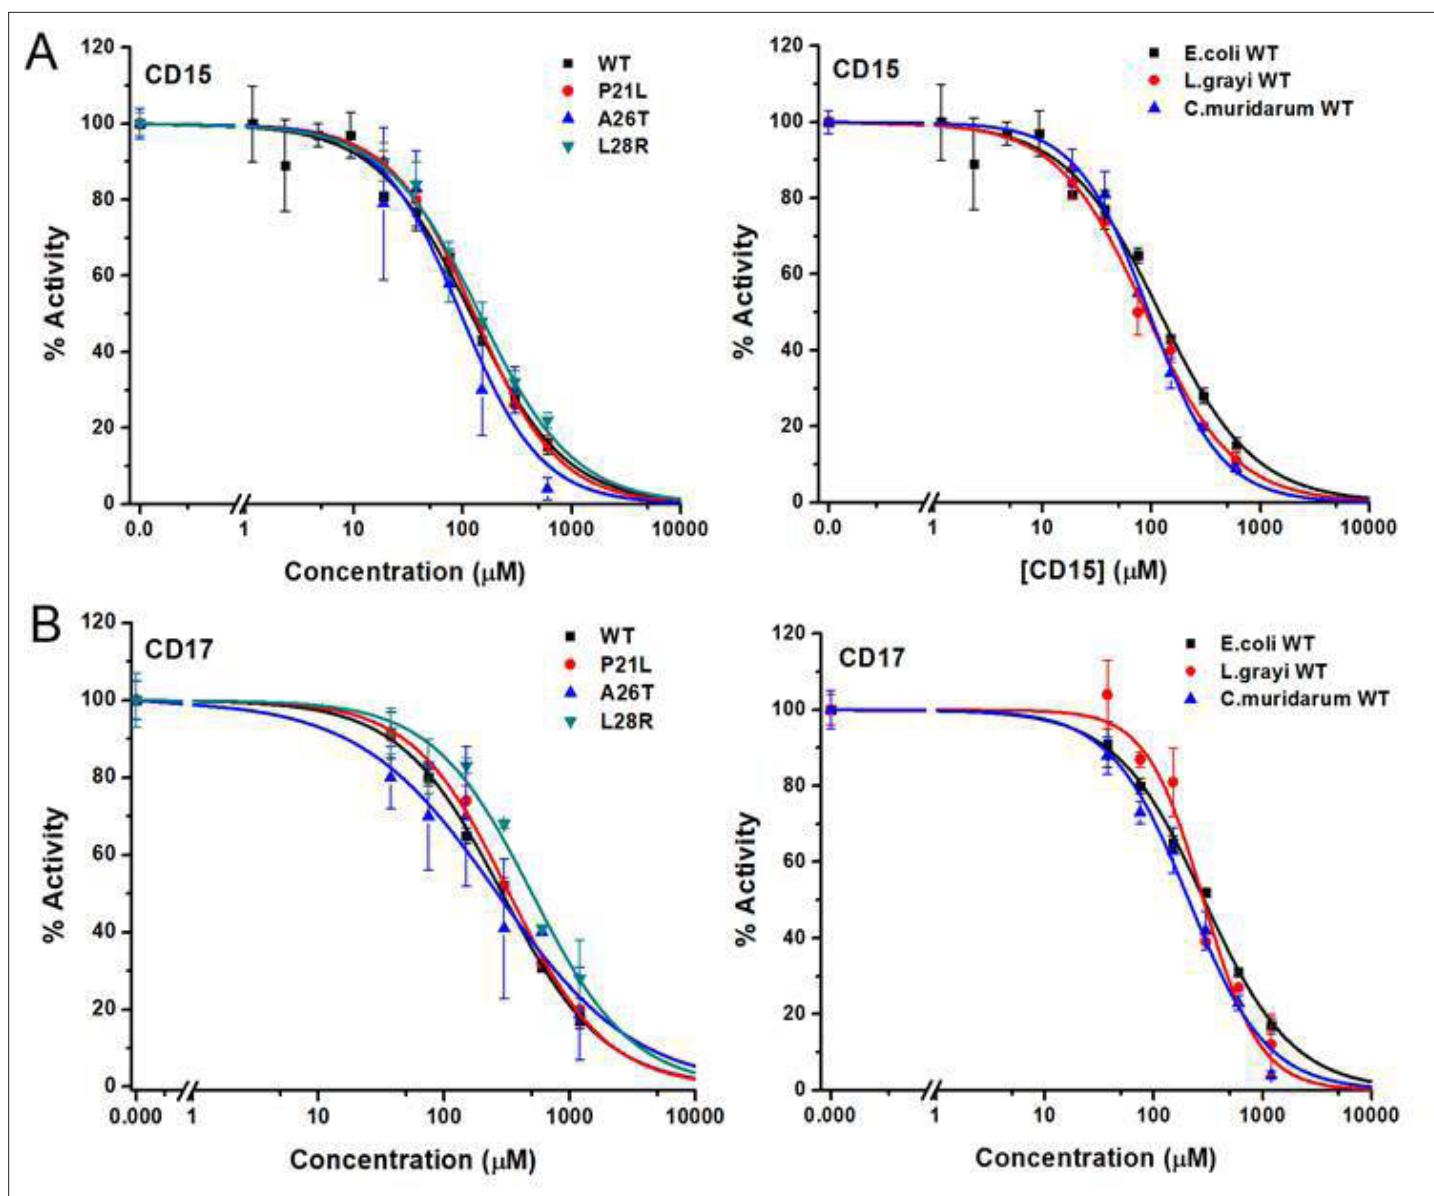 A
CD15
WT
P21L
A26T
L28R
120
100
80
60
40
20
0
% Activity
0.0
1
10
100
1000
10000
Concentration (µM)
CD15
E.coli WT
L.grayi WT
C.muridarum WT
120
100
80
60
40
20
0
% Activity
0.0
1
10
100
1000
10000
[CD15] (µM)
B
CD17
WT
P21L
A26T
L28R
120
100
80
60
40
20
0
% Activity
0.000
1
10
100
1000
10000
Concentration (µM)
CD17
E.coli WT
L.grayi WT
C.muridarum WT
120
100
80
60
40
20
0
% Activity
0.000
1
10
100
1000
10000
Concentration (µM)